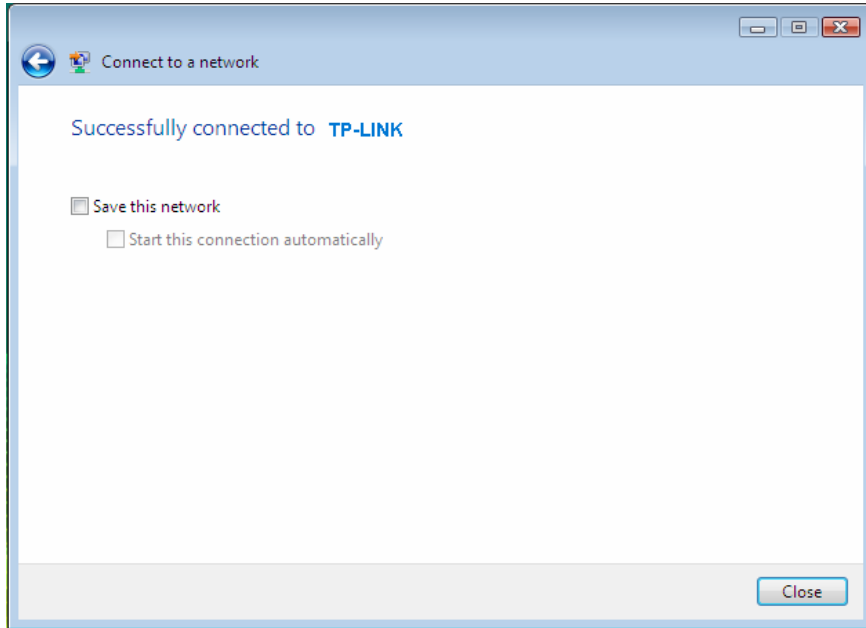 Connect to a network
Successfully connected to TP-LINK
Save this network
Start this connection automatically
Close